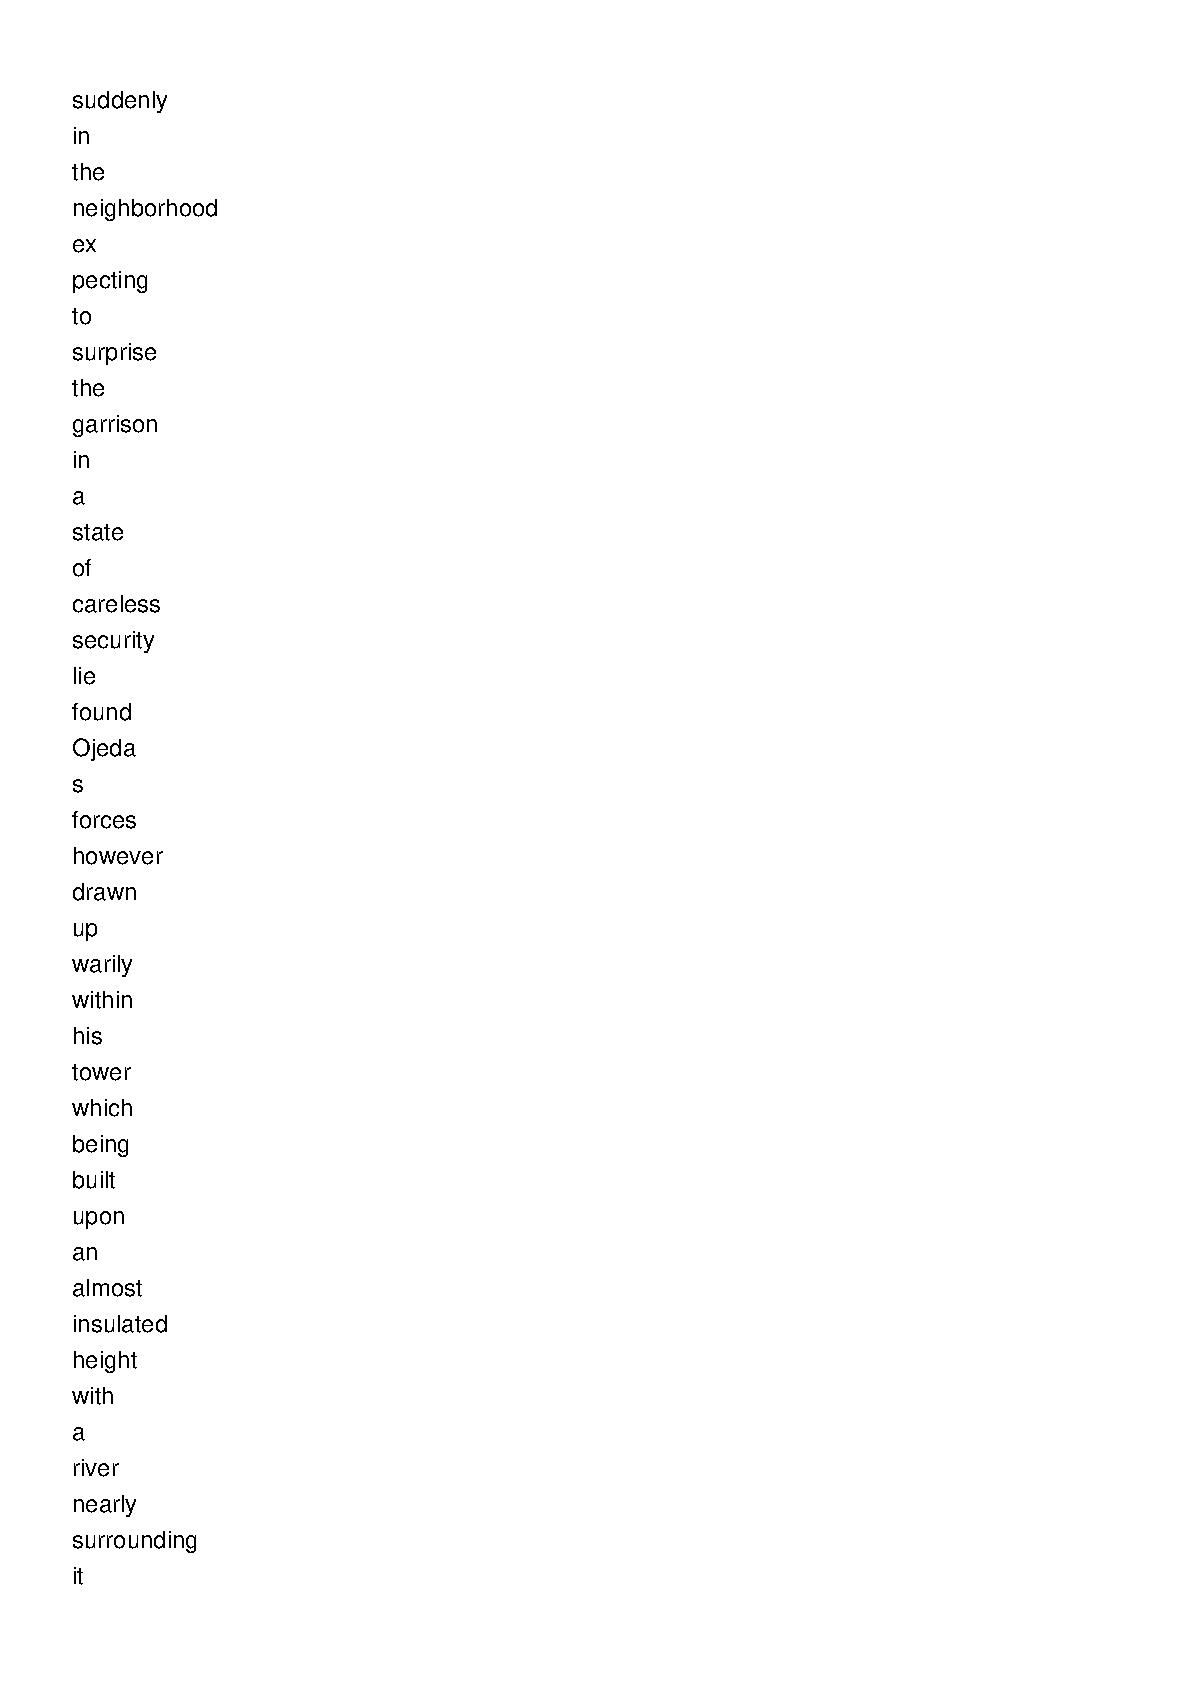 suddenly
in
the
neighborhood
ex
pecting
to
surprise
the
garrison
in
a
state
of
careless
security
lie
found
Ojeda
s
forces
however
drawn
up
warily
within
his
tower
which
being
built
upon
an
almost
insulated
height
with
a
river
nearly
surrounding
it